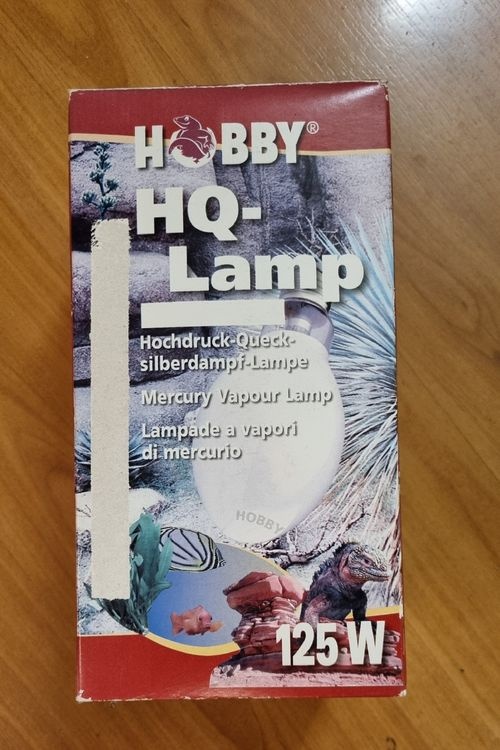 HOBBY®
HQ-
Lamp
Hochdruck-Queck-
silberdampf-Lampe
Mercury Vapour Lamp
Lampade a vapori
di mercurio
HOBBY
125 W